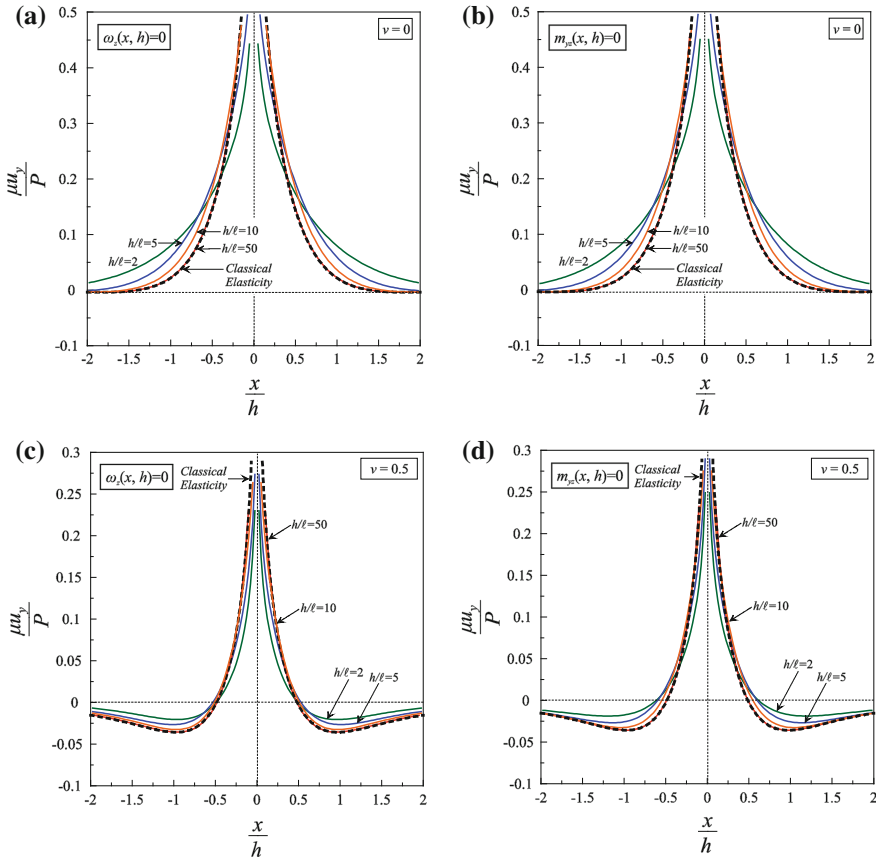 (a)
ω_z(x, h)=0
ν = 0
0.5
0.4
0.3
0.2
0.1
0
-0.1
μu_y
P
h/ℓ=5
h/ℓ=2
h/ℓ=10
h/ℓ=50
Classical
Elasticity
-2 -1.5 -1 -0.5 0 0.5 1 1.5 2
x
h
(b)
m_yz(x, h)=0
ν = 0
0.5
0.4
0.3
0.2
0.1
0
-0.1
μu_y
P
h/ℓ=5
h/ℓ=2
h/ℓ=10
h/ℓ=50
Classical
Elasticity
-2 -1.5 -1 -0.5 0 0.5 1 1.5 2
x
h
(c)
ω_z(x, h)=0
Classical
Elasticity
ν = 0.5
0.3
0.25
0.2
0.15
0.1
0.05
0
-0.05
-0.1
μu_y
P
h/ℓ=50
h/ℓ=10
h/ℓ=2
h/ℓ=5
-2 -1.5 -1 -0.5 0 0.5 1 1.5 2
x
h
(d)
m_yz(x, h)=0
Classical
Elasticity
ν = 0.5
0.3
0.25
0.2
0.15
0.1
0.05
0
-0.05
-0.1
μu_y
P
h/ℓ=50
h/ℓ=10
h/ℓ=2
h/ℓ=5
-2 -1.5 -1 -0.5 0 0.5 1 1.5 2
x
h